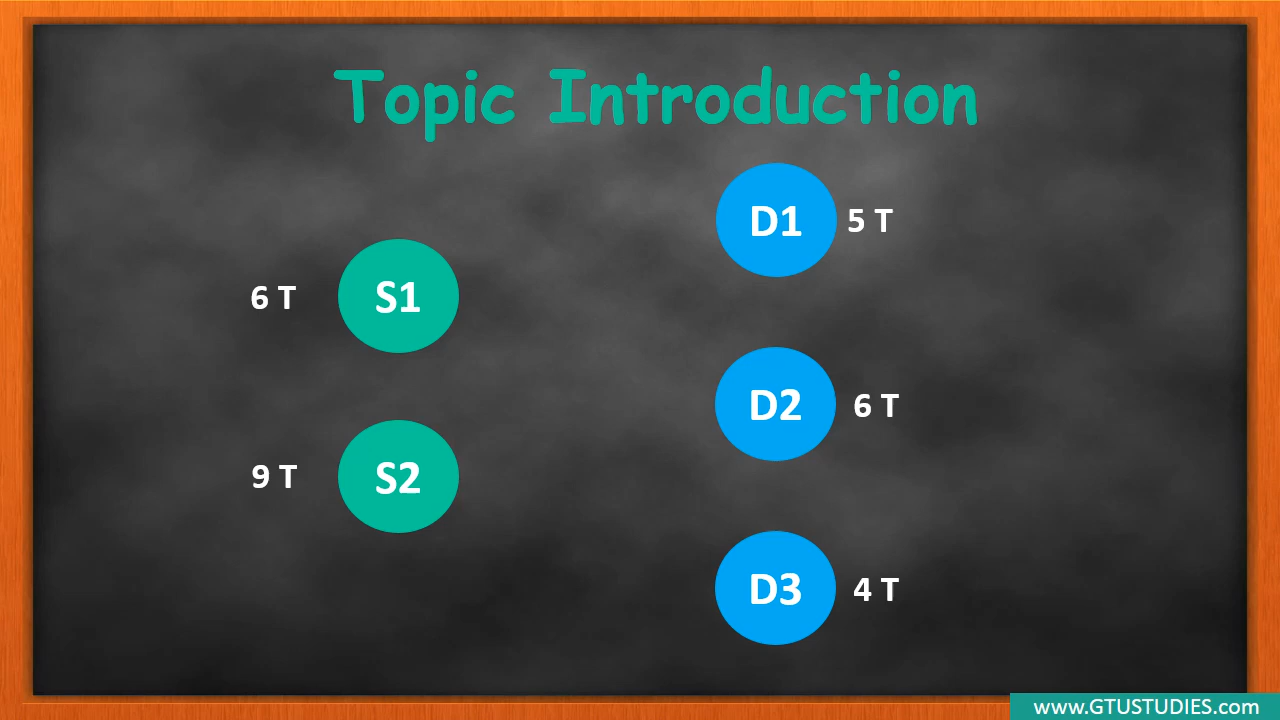 Topic Introduction
D1 5 T
6 T S1
D2 6 T
9 T S2
D3 4 T
www.GTUSTUDIES.com